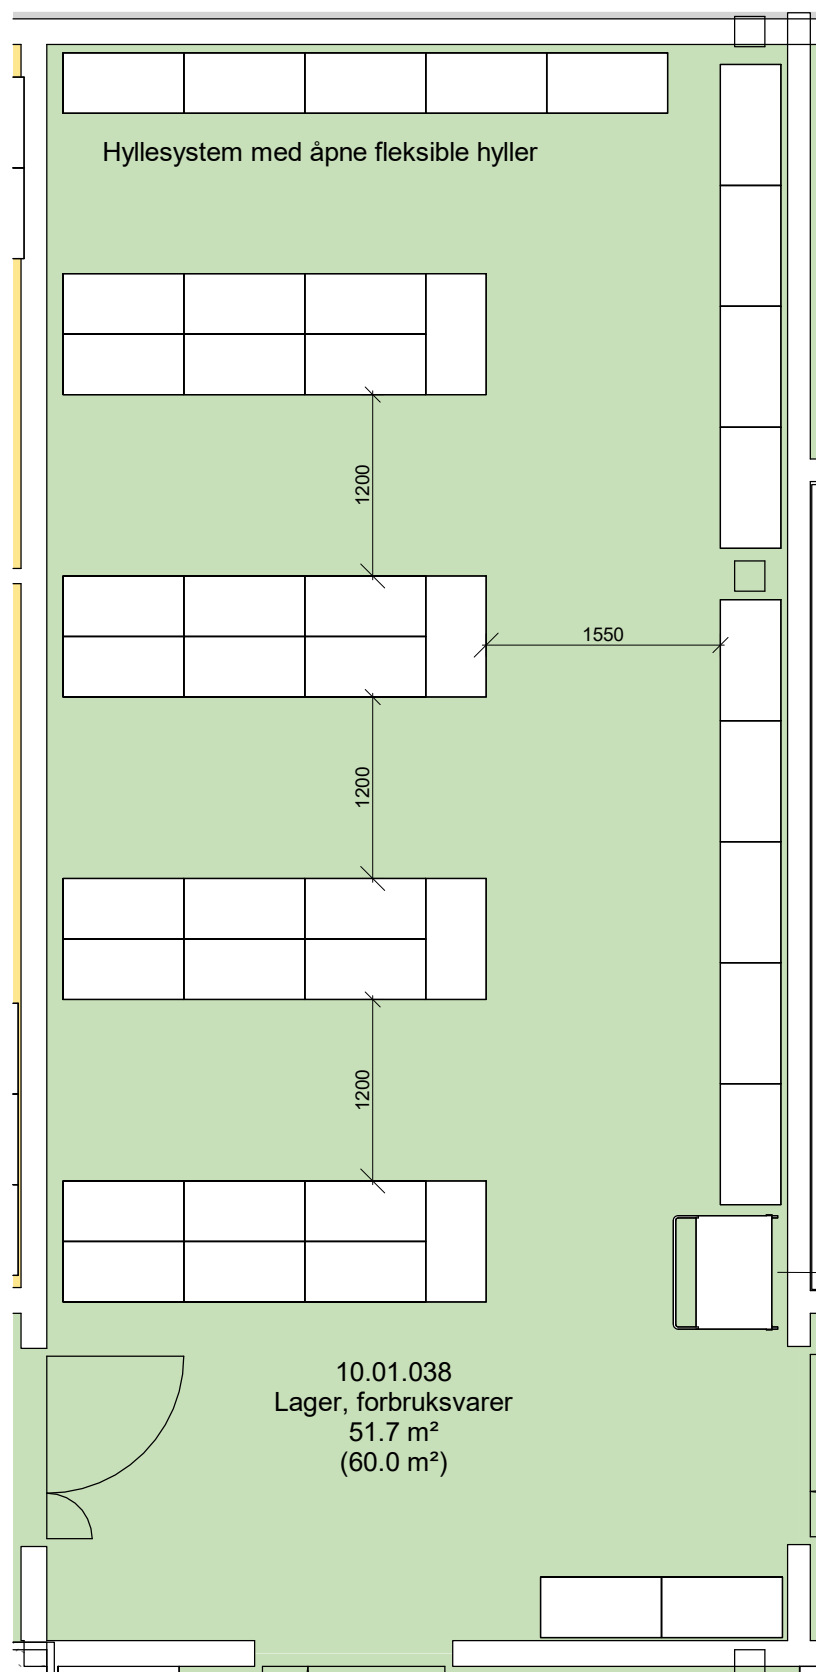 Hyllesystem med åpne fleksible hyller
1200
1550
1200
1200
10.01.038
Lager, forbruksvarer
51.7 m²
(60.0 m²)